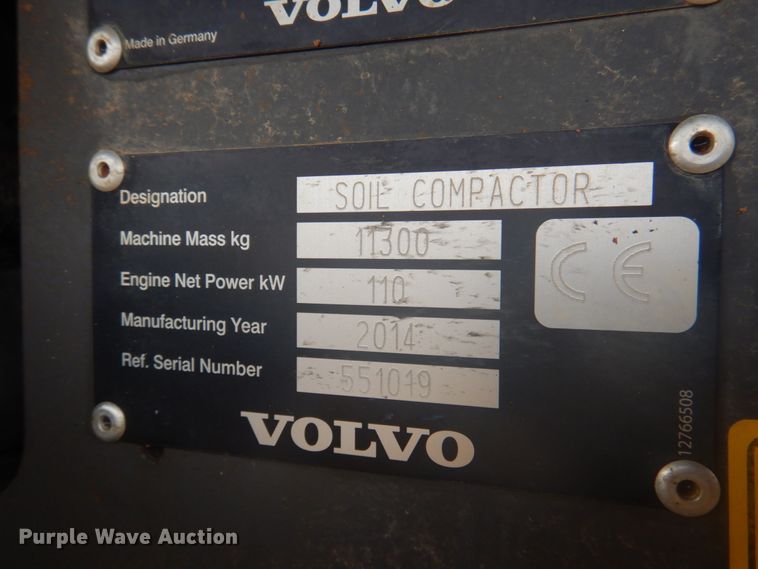 VOLVO
Made in Germany
Designation SOIL COMPACTOR
Machine Mass kg 11300
Engine Net Power kW 110
Manufacturing Year 2014
Ref. Serial Number 551019
CE
VOLVO
12766508
Purple Wave Auction